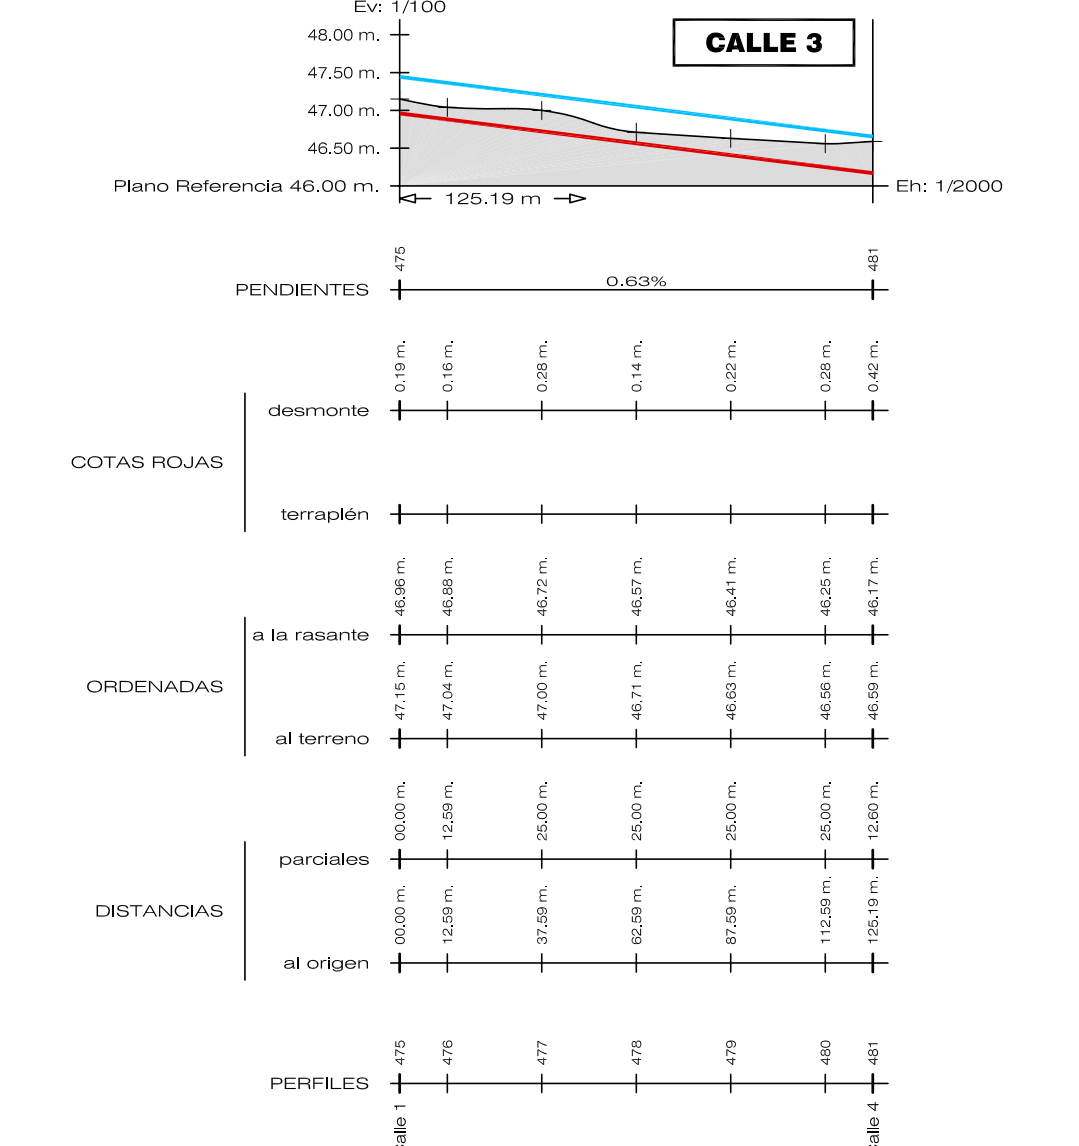 Ev: 1/100
48.00 m.
CALLE 3
47.50 m.
47.00 m.
46.50 m.
Plano Referencia 46.00 m.
Eh: 1/2000
125.19 m
475 481
PENDIENTES
0.63%
0.19 m. 0.16 m. 0.28 m. 0.14 m. 0.22 m. 0.28 m. 0.42 m.
desmonte
COTAS ROJAS
terraplén
46.96 m. 46.88 m. 46.72 m. 46.57 m. 46.41 m. 46.25 m. 46.17 m.
a la rasante
ORDENADAS
47.15 m. 47.04 m. 47.00 m. 46.71 m. 46.63 m. 46.56 m. 46.59 m.
al terreno
00.00 m. 12.59 m. 25.00 m. 25.00 m. 25.00 m. 25.00 m. 12.60 m.
parciales
DISTANCIAS
00.00 m. 12.59 m. 37.59 m. 62.59 m. 87.59 m. 112.59 m. 125.19 m.
al origen
475 476 477 478 479 480 481
PERFILES
alle 1 alle 4